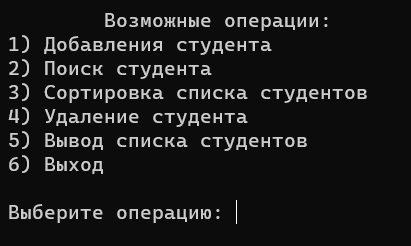 Возможные операции:
1) Добавления студента
2) Поиск студента
3) Сортировка списка студентов
4) Удаление студента
5) Вывод списка студентов
6) Выход
Выберите операцию: